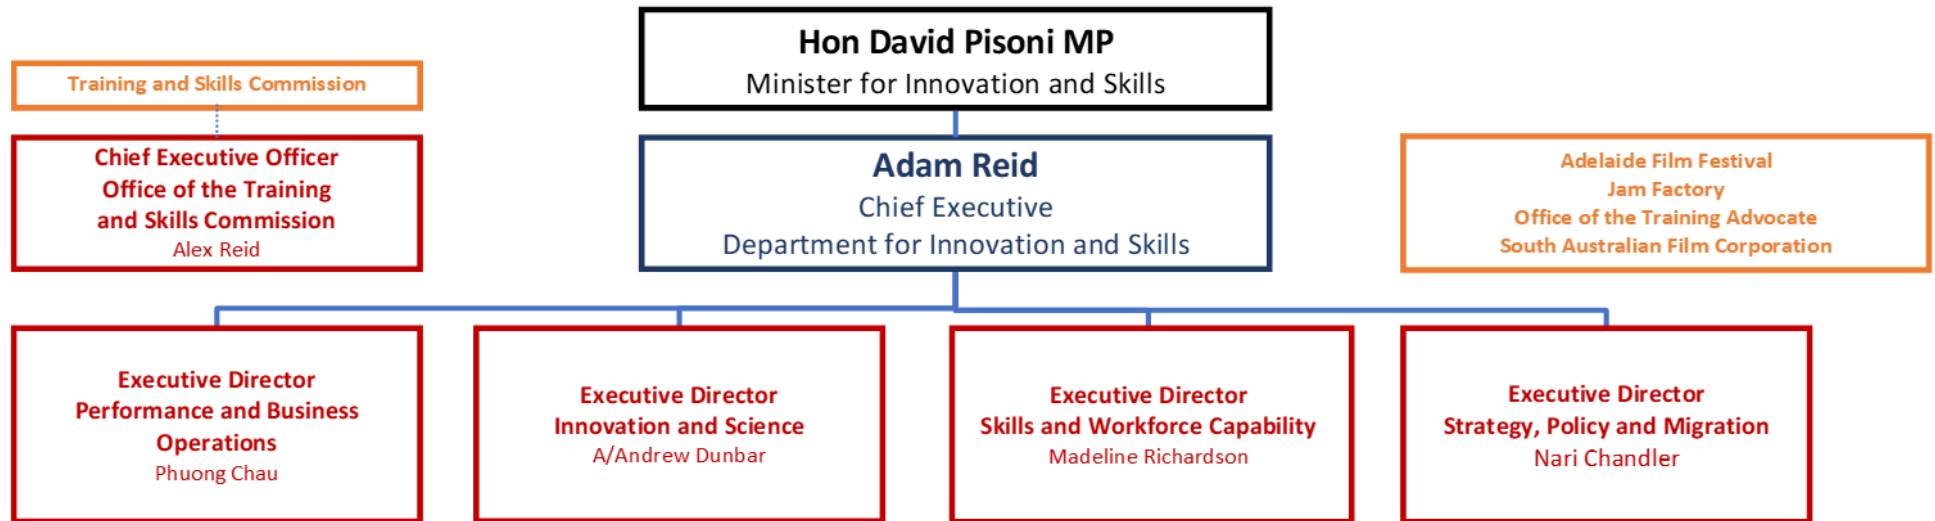 Hon David Pisoni MP
Minister for Innovation and Skills
Training and Skills Commission
Chief Executive Officer
Office of the Training
and Skills Commission
Alex Reid
Adam Reid
Chief Executive
Department for Innovation and Skills
Adelaide Film Festival
Jam Factory
Office of the Training Advocate
South Australian Film Corporation
Executive Director
Performance and Business
Operations
Phuong Chau
Executive Director
Innovation and Science
A/Andrew Dunbar
Executive Director
Skills and Workforce Capability
Madeline Richardson
Executive Director
Strategy, Policy and Migration
Nari Chandler